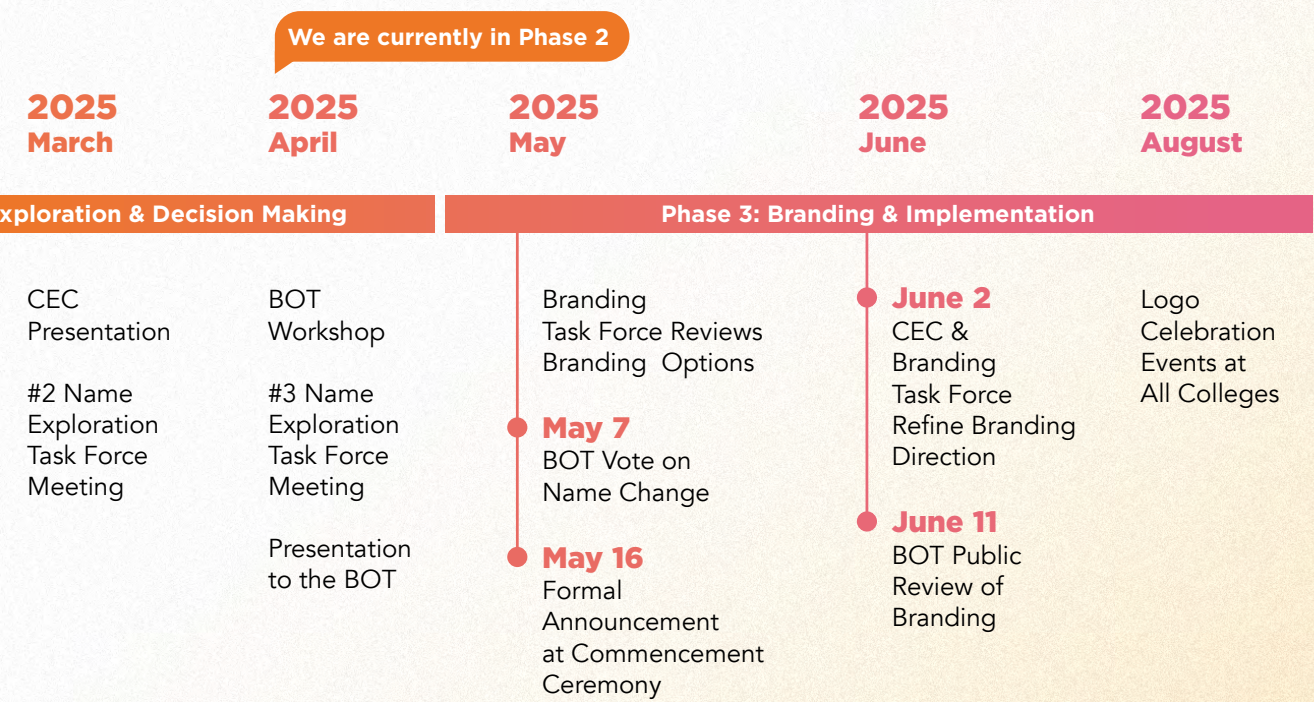 We are currently in Phase 2
2025
March
2025
April
2025
May
2025
June
2025
August
xploration & Decision Making
Phase 3: Branding & Implementation
CEC
Presentation
#2 Name
Exploration
Task Force
Meeting
BOT
Workshop
#3 Name
Exploration
Task Force
Meeting
Presentation
to the BOT
Branding
Task Force Reviews
Branding Options
May 7
BOT Vote on
Name Change
May 16
Formal
Announcement
at Commencement
Ceremony
June 2
CEC &
Branding
Task Force
Refine Branding
Direction
June 11
BOT Public
Review of
Branding
Logo
Celebration
Events at
All Colleges